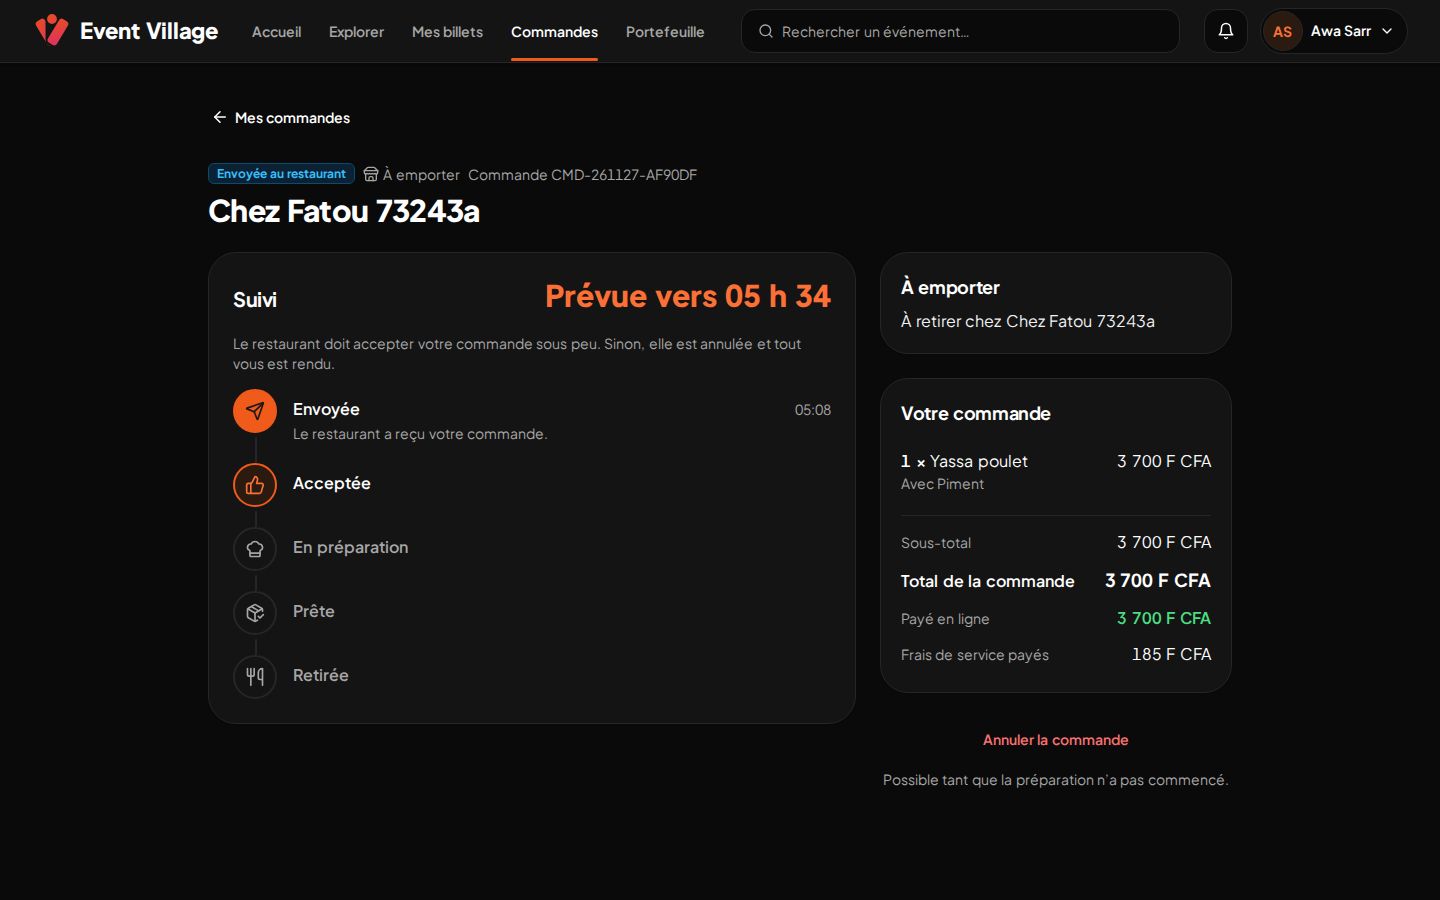 Event Village
Accueil
Explorer
Mes billets
Commandes
Portefeuille
Rechercher un événement…
AS
Awa Sarr
Mes commandes
Envoyée au restaurant
À emporter
Commande CMD-261127-AF90DF
Chez Fatou 73243a
Suivi
Prévue vers 05 h 34
Le restaurant doit accepter votre commande sous peu. Sinon, elle est annulée et tout
vous est rendu.
Envoyée
05:08
Le restaurant a reçu votre commande.
Acceptée
En préparation
Prête
Retirée
À emporter
À retirer chez Chez Fatou 73243a
Votre commande
1 × Yassa poulet
3 700 F CFA
Avec Piment
Sous-total
3 700 F CFA
Total de la commande
3 700 F CFA
Payé en ligne
3 700 F CFA
Frais de service payés
185 F CFA
Annuler la commande
Possible tant que la préparation n’a pas commencé.